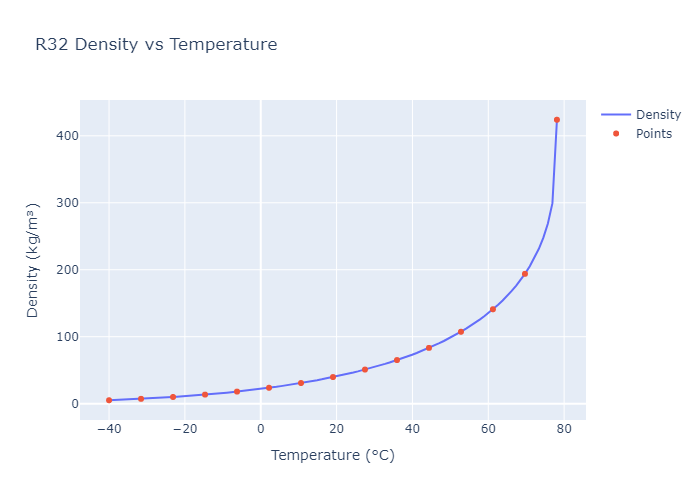 R32 Density vs Temperature
Density
Points
400
300
200
100
0
Density (kg/m³)
−40
−20
0
20
40
60
80
Temperature (°C)